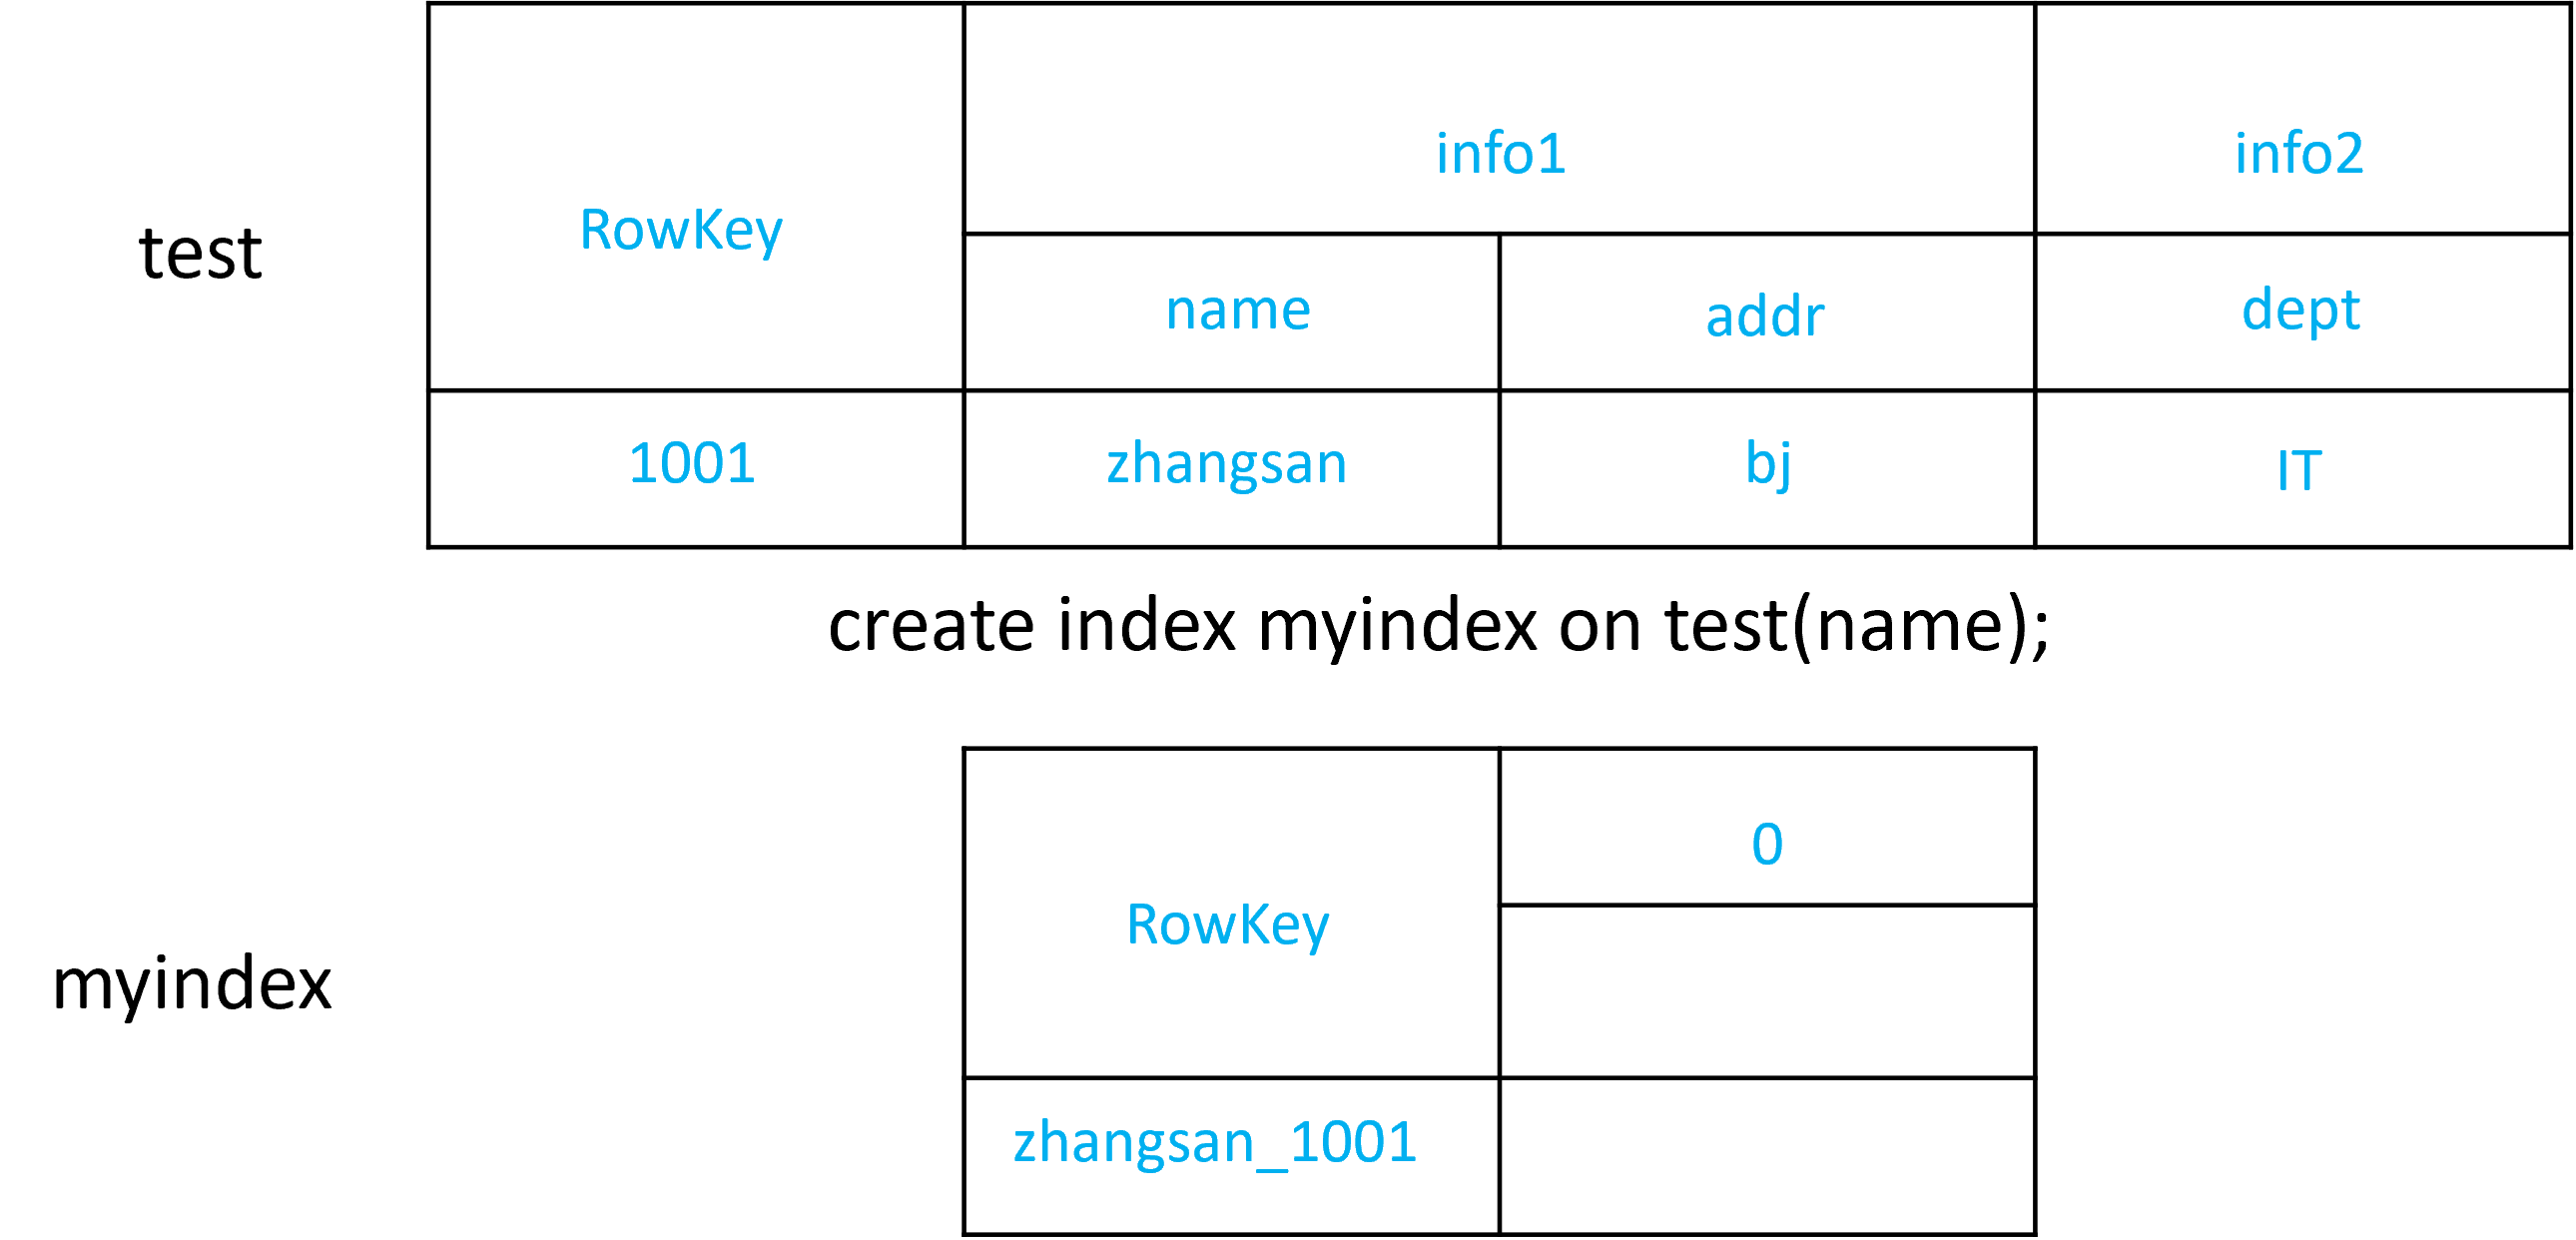 info1 info2
RowKey
test
name addr dept
1001 zhangsan bj IT
create index myindex on test(name);
0
RowKey
myindex
zhangsan_1001